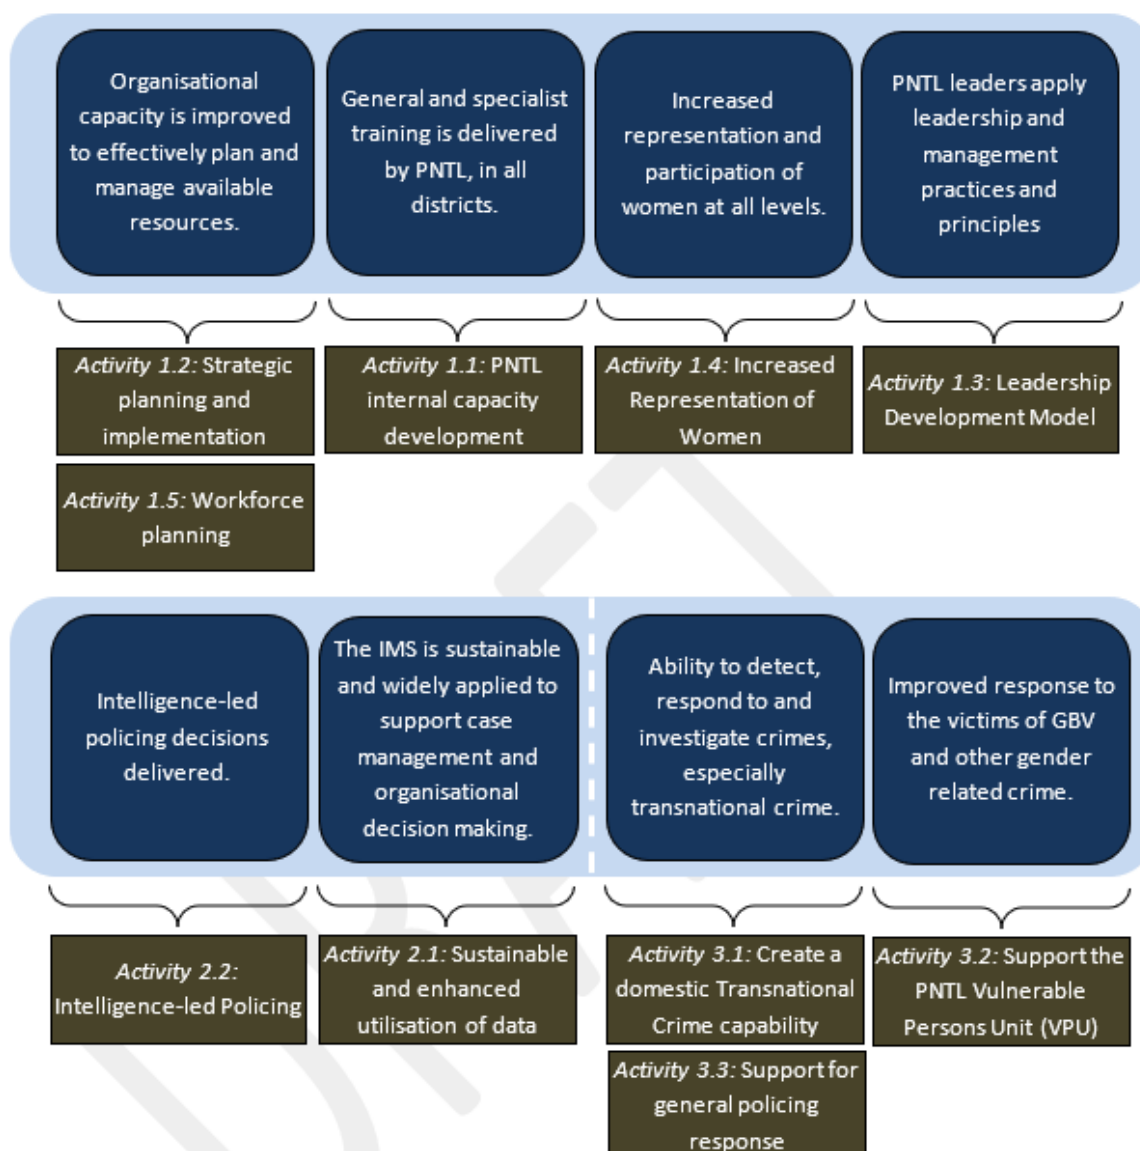 Organisational
capacity is improved
to effectively plan and
manage available
resources.
General and specialist
training is delivered
by PNTL, in all
districts.
Increased
representation and
participation of
women at all levels.
PNTL leaders apply
leadership and
management
practices and
principles
Activity 1.2: Strategic
planning and
implementation
Activity 1.5: Workforce
planning
Activity 1.1: PNTL
internal capacity
development
Activity 1.4: Increased
Representation of
Women
Activity 1.3: Leadership
Development Model
Intelligence-led
policing decisions
delivered.
The IMS is sustainable
and widely applied to
support case
management and
organisational
decision making.
Ability to detect,
respond to and
investigate crimes,
especially
transnational crime.
Improved response to
the victims of GBV
and other gender
related crime.
Activity 2.2:
Intelligence-led Policing
Activity 2.1: Sustainable
and enhanced
utilisation of data
Activity 3.1: Create a
domestic Transnational
Crime capability
Activity 3.3: Support for
general policing
response
Activity 3.2: Support the
PNTL Vulnerable
Persons Unit (VPU)